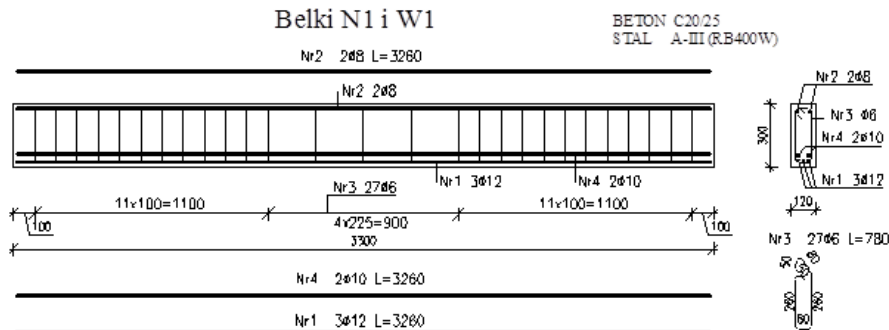 Belki N1 i W1
BETON C20/25
STAL A-III (RB400W)
Nr2 2ø8 L=3260
Nr2 2ø8
Nr2 2ø8
Nr3 ø6
Nr4 2ø10
Nr1 3ø12
300
120
Nr1 3ø12
Nr4 2ø10
Nr3 27ø6
11x100=1100
4x225=900
11x100=1100
100
100
3300
Nr3 27ø6 L=780
260
260
60
Nr4 2ø10 L=3260
Nr1 3ø12 L=3260